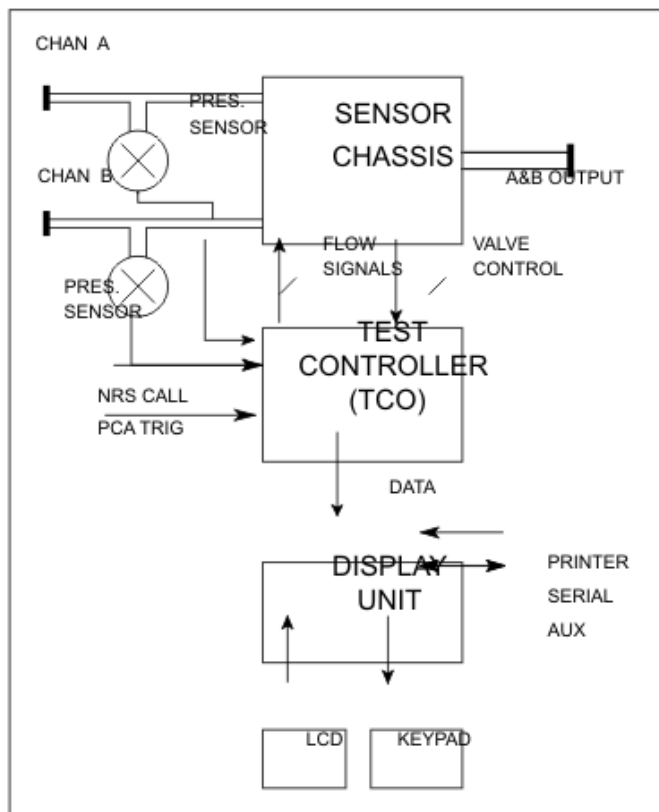 CHAN A
PRES.
SENSOR
SENSOR
CHASSIS
CHAN B
A&B OUTPUT
FLOW
SIGNALS
VALVE
CONTROL
PRES.
SENSOR
TEST
CONTROLLER
(TCO)
NRS CALL
PCA TRIG
DATA
DISPLAY
UNIT
PRINTER
SERIAL
AUX
LCD
KEYPAD